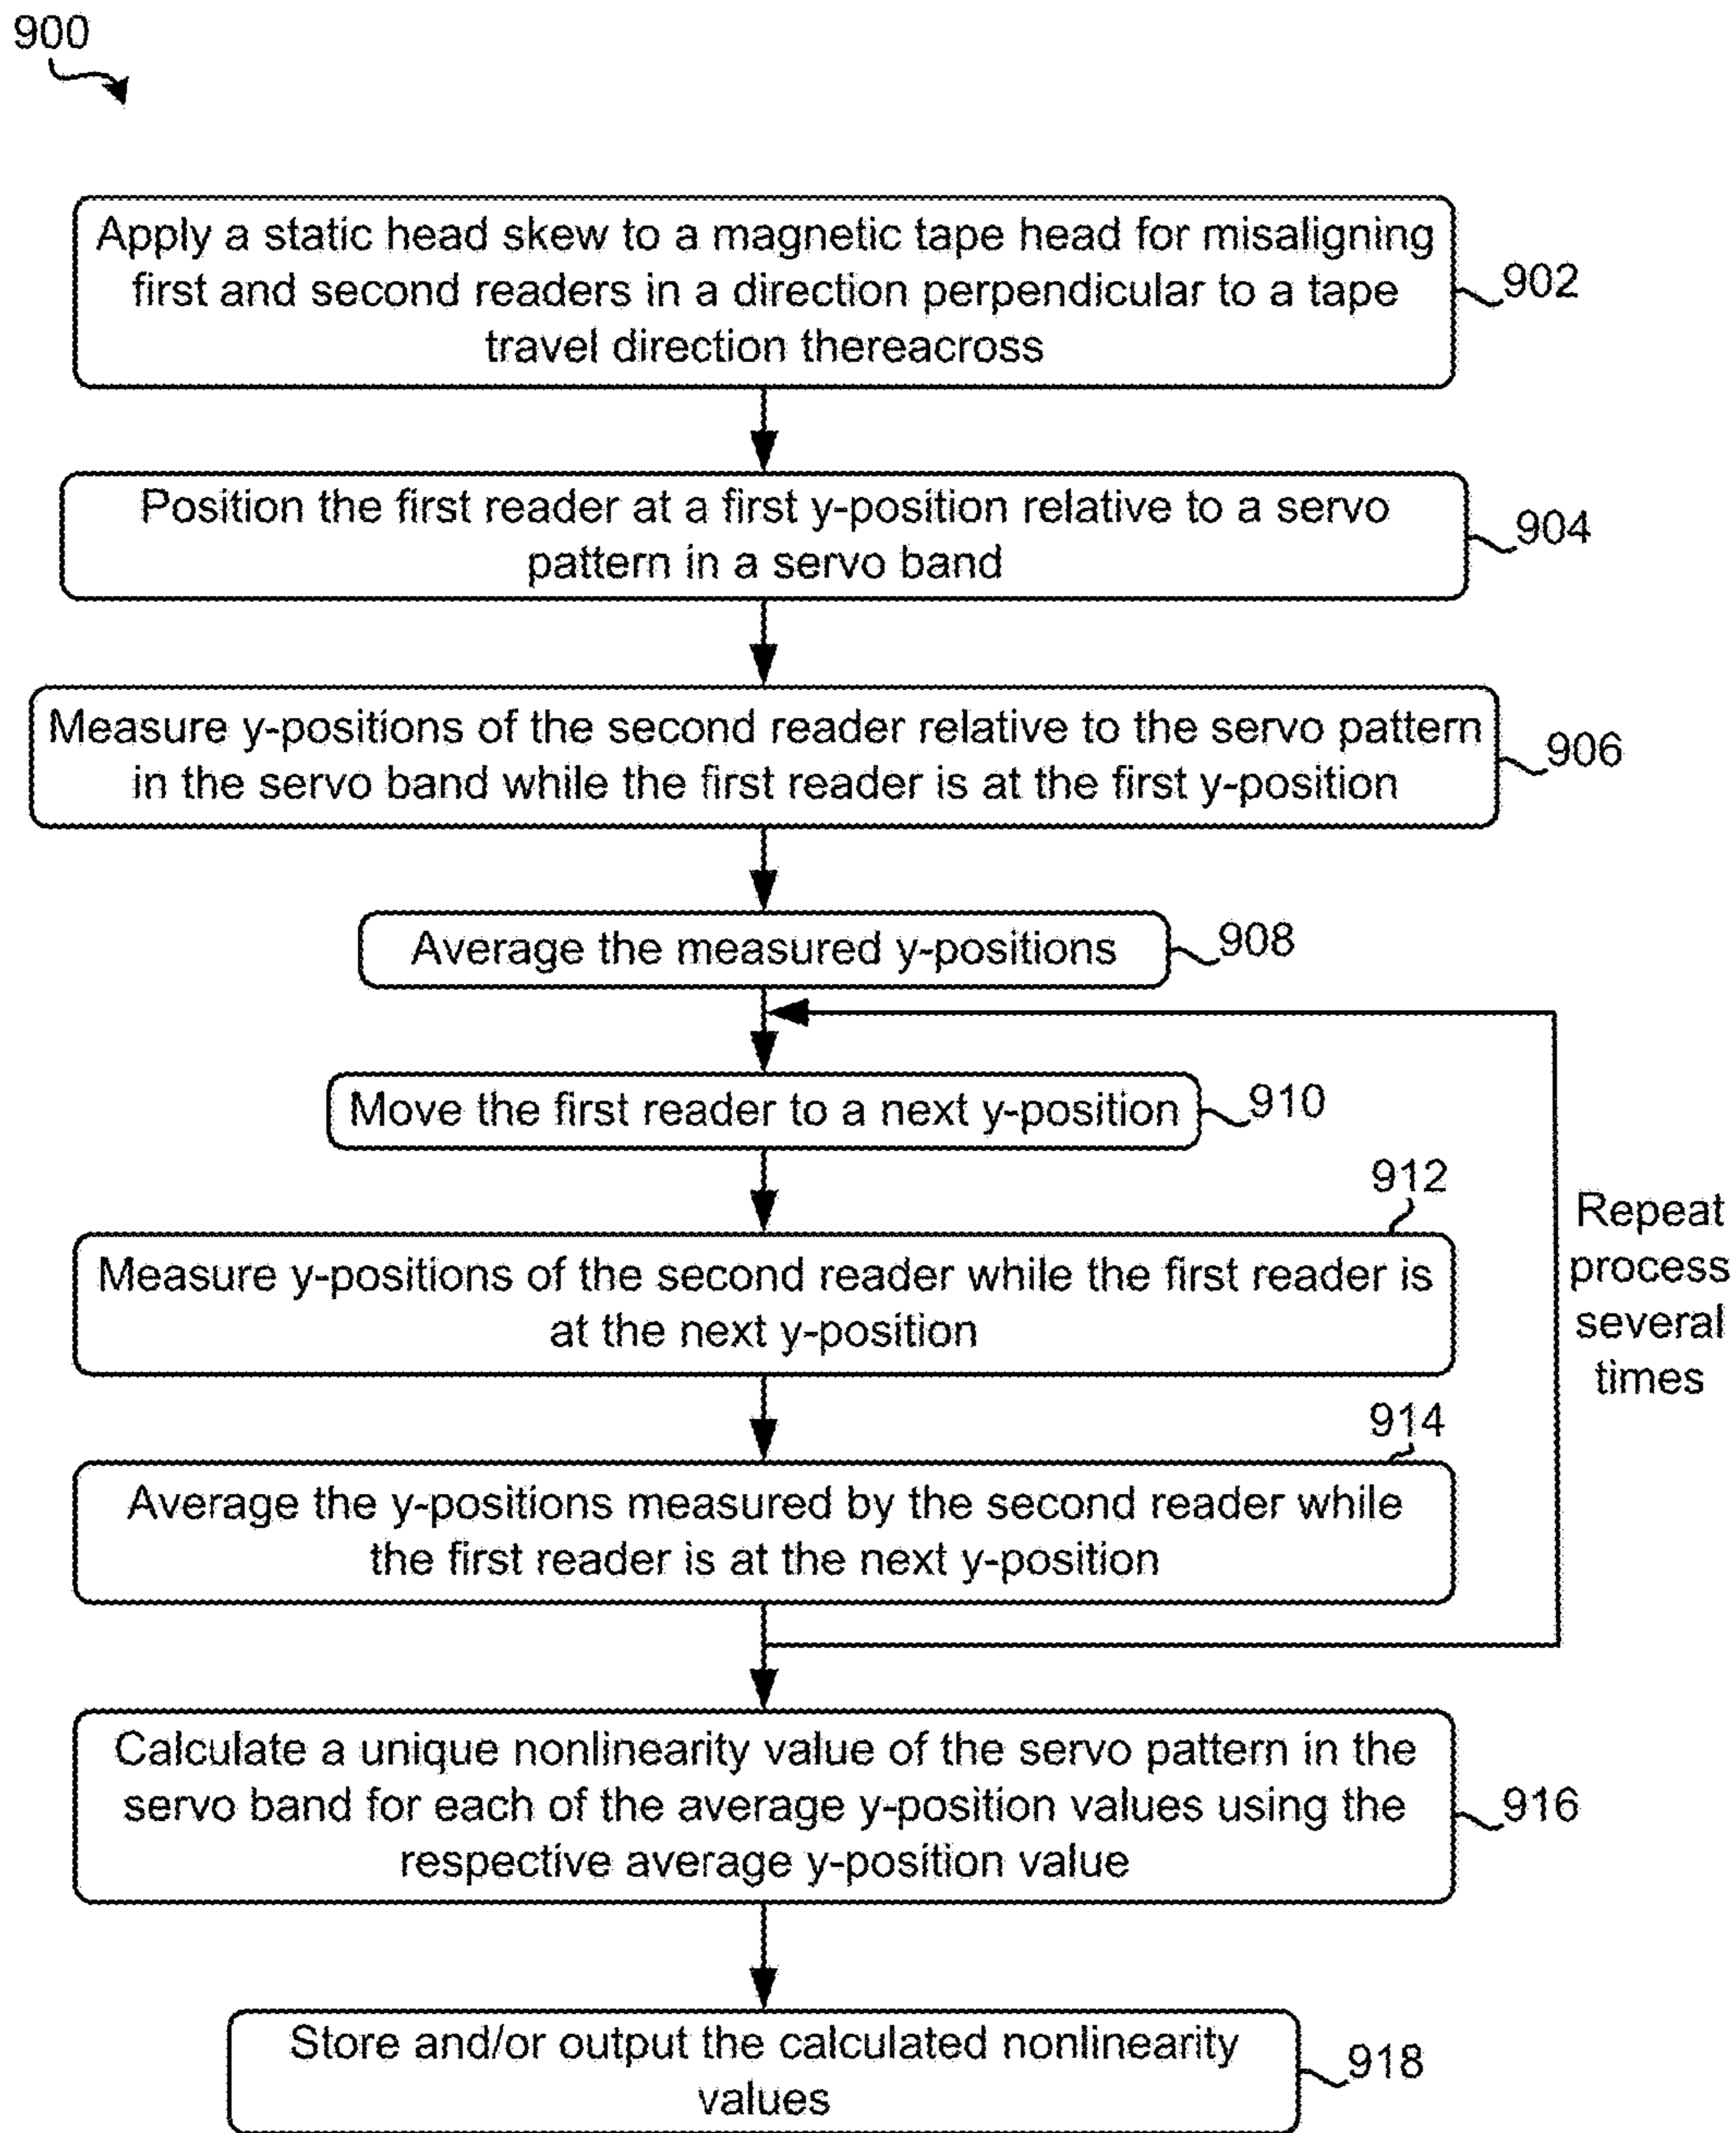 900
Apply a static head skew to a magnetic tape head for misaligning
first and second readers in a direction perpendicular to a tape
travel direction thereacross
902
Position the first reader at a first y-position relative to a servo
pattern in a servo band
904
Measure y-positions of the second reader relative to the servo pattern
in the servo band while the first reader is at the first y-position
906
Average the measured y-positions
908
Move the first reader to a next y-position
910
912
Measure y-positions of the second reader while the first reader is
at the next y-position
Repeat
process
several
times
914
Average the y-positions measured by the second reader while
the first reader is at the next y-position
Calculate a unique nonlinearity value of the servo pattern in the
servo band for each of the average y-position values using the
respective average y-position value
916
Store and/or output the calculated nonlinearity
values
918